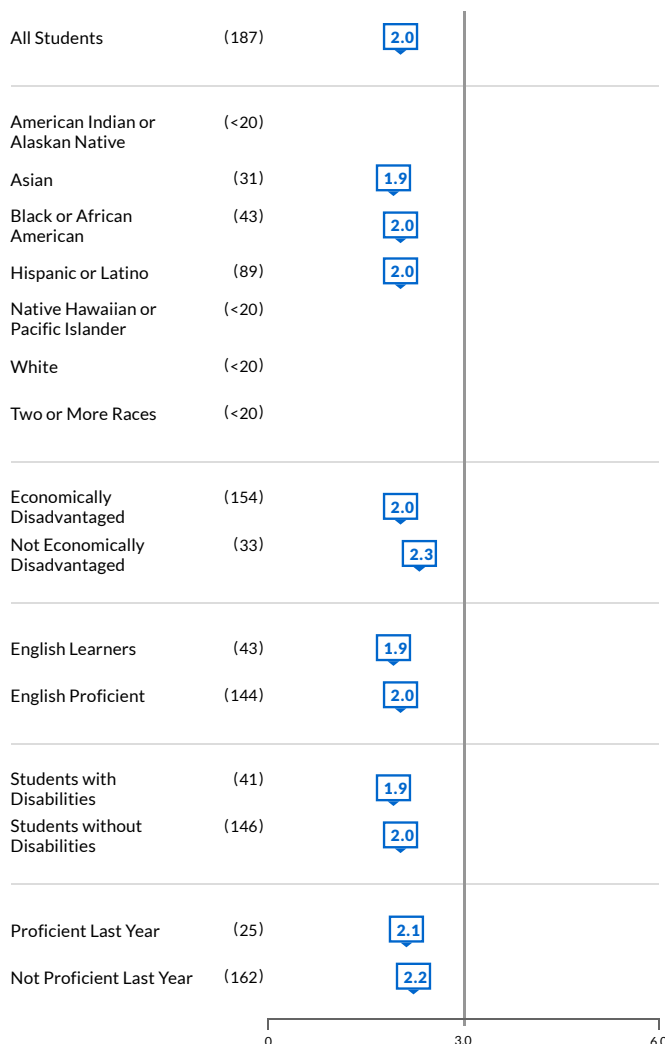 All Students (187) 2.0
American Indian or (<20)
Alaskan Native
Asian (31) 1.9
Black or African (43) 2.0
American
Hispanic or Latino (89) 2.0
Native Hawaiian or (<20)
Pacific Islander
White (<20)
Two or More Races (<20)
Economically (154) 2.0
Disadvantaged
Not Economically (33) 2.3
Disadvantaged
English Learners (43) 1.9
English Proficient (144) 2.0
Students with (41) 1.9
Disabilities
Students without (146) 2.0
Disabilities
Proficient Last Year (25) 2.1
Not Proficient Last Year (162) 2.2
0 3.0 6.0